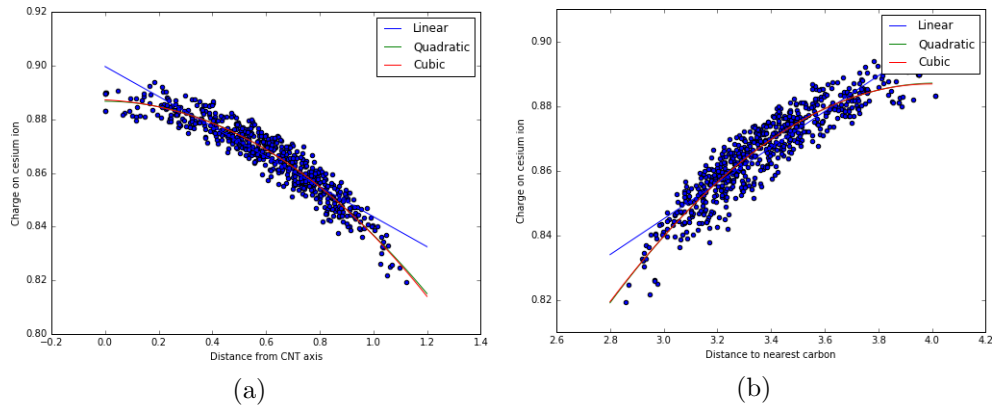 0.92
0.90
0.88
0.86
0.84
0.82
0.80
Charge on cesium ion
−0.2 0.0 0.2 0.4 0.6 0.8 1.0 1.2 1.4
Distance from CNT axis
Linear
Quadratic
Cubic
(a)
0.90
0.88
0.86
0.84
0.82
Charge on cesium ion
2.6 2.8 3.0 3.2 3.4 3.6 3.8 4.0 4.2
Distance to nearest carbon
Linear
Quadratic
Cubic
(b)